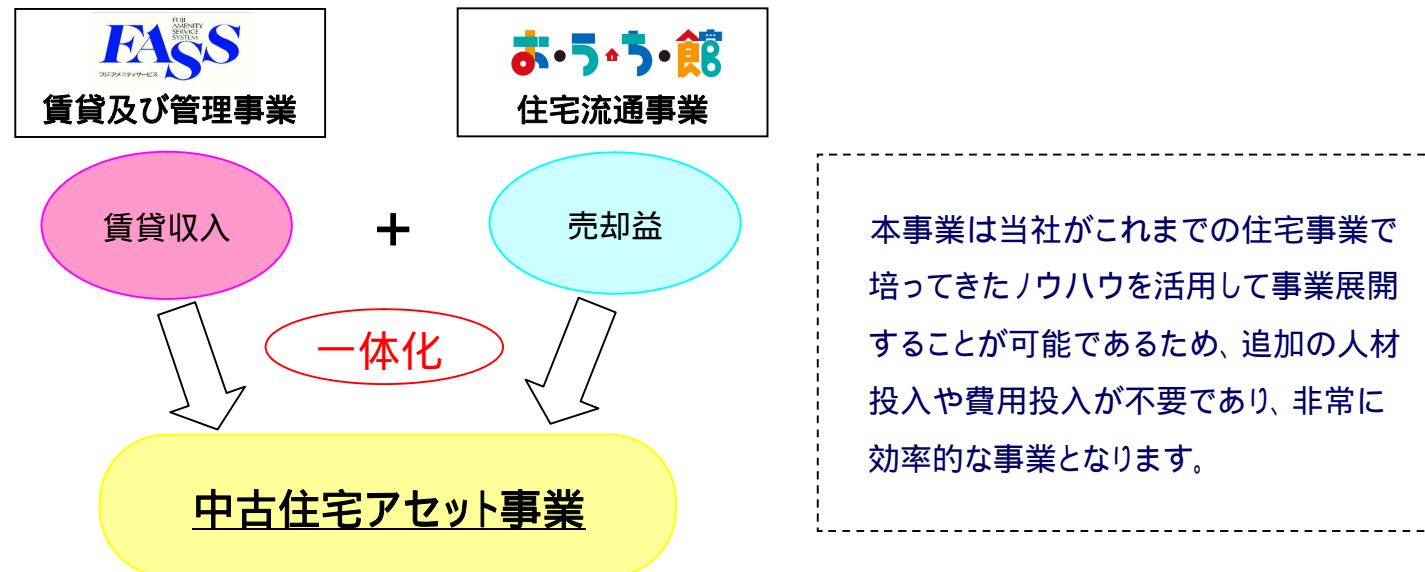 FASS
FUJI
AMENITY
SERVICE
SYSTEM
フジ・アメニティサービス
賃貸及び管理事業
お・う・ち・館
住宅流通事業
賃貸収入
+
売却益
一体化
中古住宅アセット事業
本事業は当社がこれまでの住宅事業で
培ってきたノウハウを活用して事業展開
することが可能であるため、追加の人材
投入や費用投入が不要であり、非常に
効率的な事業となります。